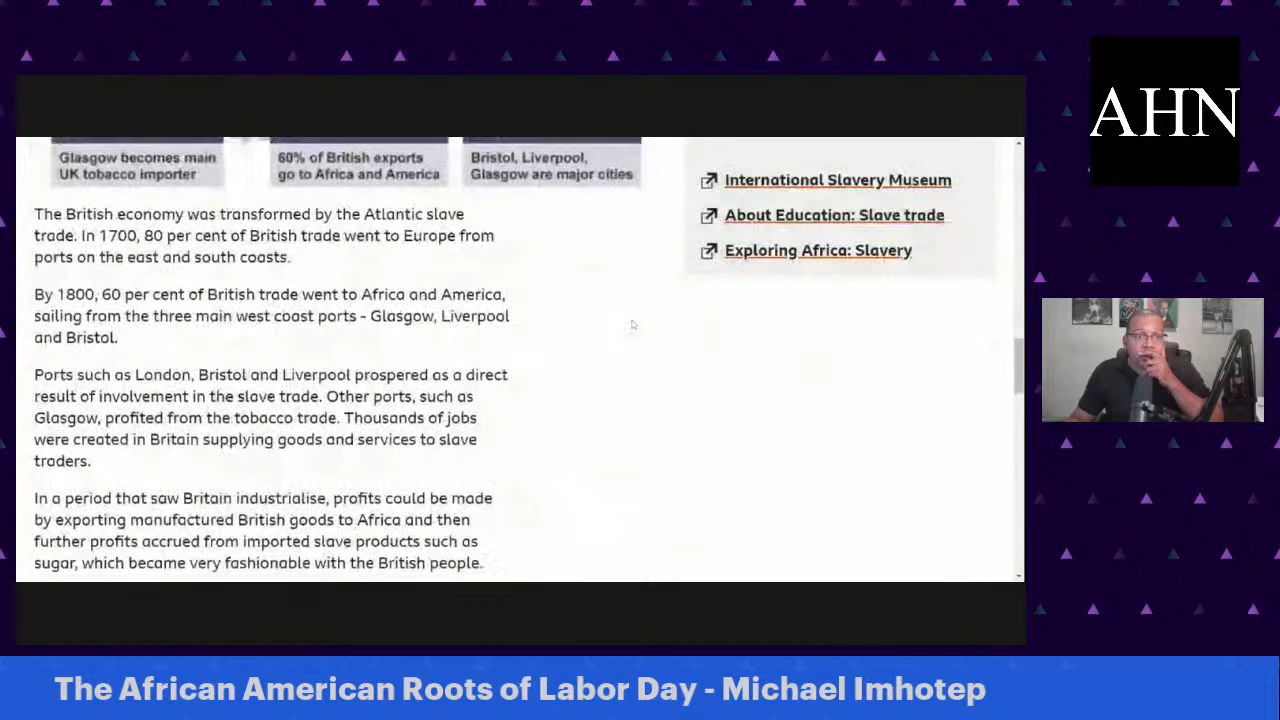 AHN
Glasgow becomes main
UK tobacco importer
60% of British exports
go to Africa and America
Bristol, Liverpool,
Glasgow are major cities
International Slavery Museum
About Education: Slave trade
Exploring Africa: Slavery
The British economy was transformed by the Atlantic slave
trade. In 1700, 80 per cent of British trade went to Europe from
ports on the east and south coasts.
By 1800, 60 per cent of British trade went to Africa and America,
sailing from the three main west coast ports - Glasgow, Liverpool
and Bristol.
Ports such as London, Bristol and Liverpool prospered as a direct
result of involvement in the slave trade. Other ports, such as
Glasgow, profited from the tobacco trade. Thousands of jobs
were created in Britain supplying goods and services to slave
traders.
In a period that saw Britain industrialise, profits could be made
by exporting manufactured British goods to Africa and then
further profits accrued from imported slave products such as
sugar, which became very fashionable with the British people.
The African American Roots of Labor Day - Michael Imhotep